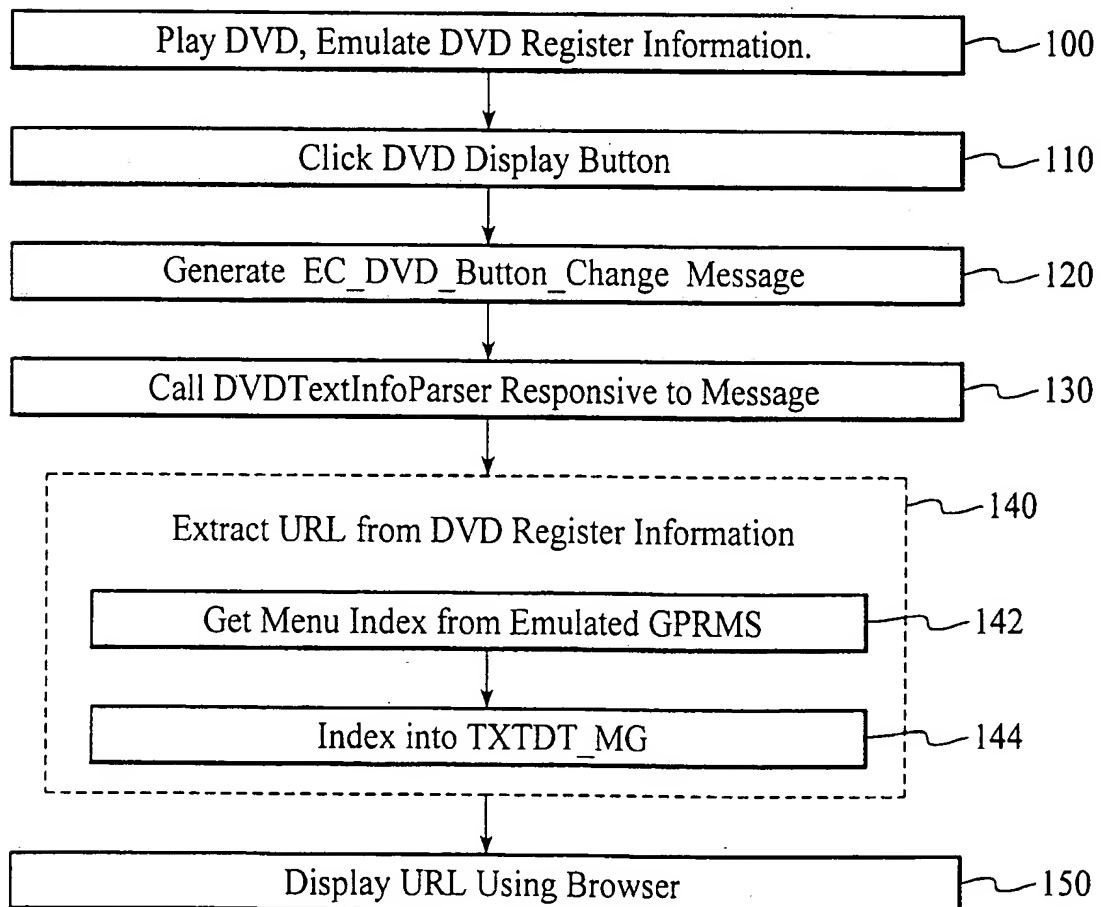 Play DVD, Emulate DVD Register Information.
100
Click DVD Display Button
110
Generate EC_DVD_Button_Change Message
120
Call DVDTextInfoParser Responsive to Message
130
140
Extract URL from DVD Register Information
Get Menu Index from Emulated GPRMS
142
Index into TXTDT_MG
144
Display URL Using Browser
150